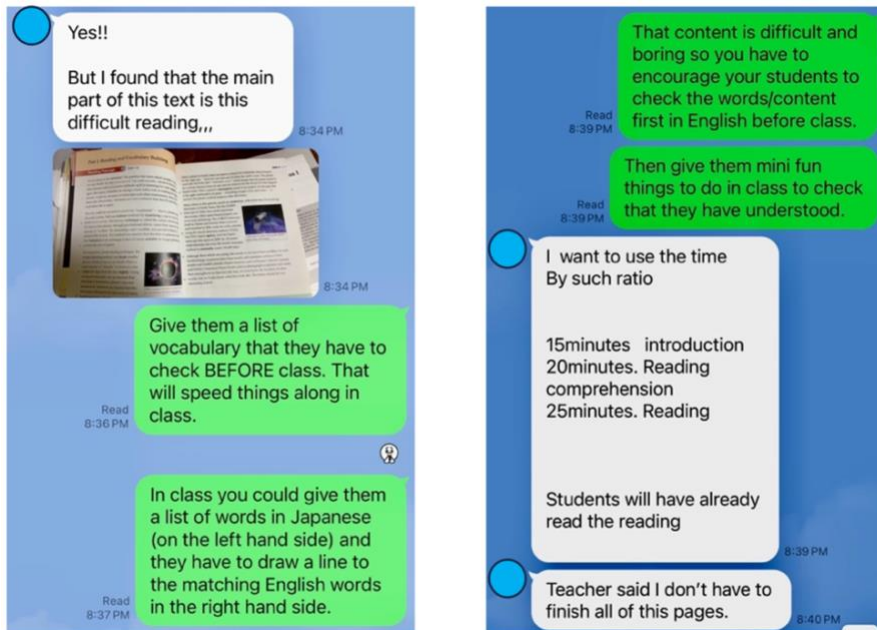 Yes!!
But I found that the main
part of this text is this
difficult reading,,,
8:34 PM
8:34 PM
Give them a list of
vocabulary that they have to
check BEFORE class. That
will speed things along in
class.
Read
8:36 PM
In class you could give them
a list of words in Japanese
(on the left hand side) and
they have to draw a line to
the matching English words
in the right hand side.
Read
8:37 PM
That content is difficult and
boring so you have to
encourage your students to
check the words/content
first in English before class.
Read
8:39 PM
Then give them mini fun
things to do in class to check
that they have understood.
Read
8:39 PM
I want to use the time
By such ratio
15minutes introduction
20minutes. Reading
comprehension
25minutes. Reading
Students will have already
read the reading
8:39 PM
Teacher said I don't have to
finish all of this pages.
8:40 PM